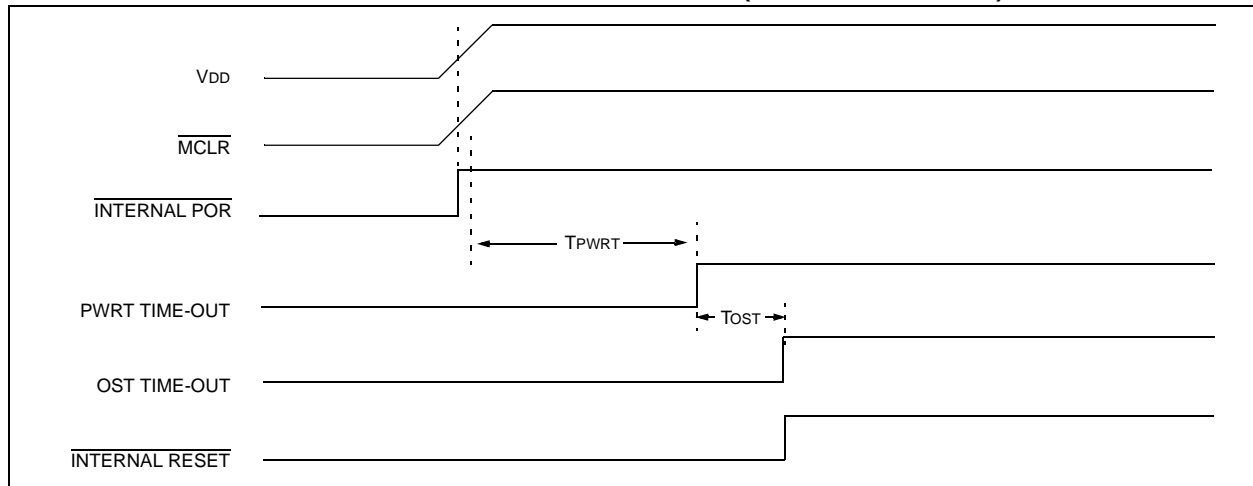 VDD
MCLR
INTERNAL POR
TPWRT
PWRT TIME-OUT
TOST
OST TIME-OUT
INTERNAL RESET